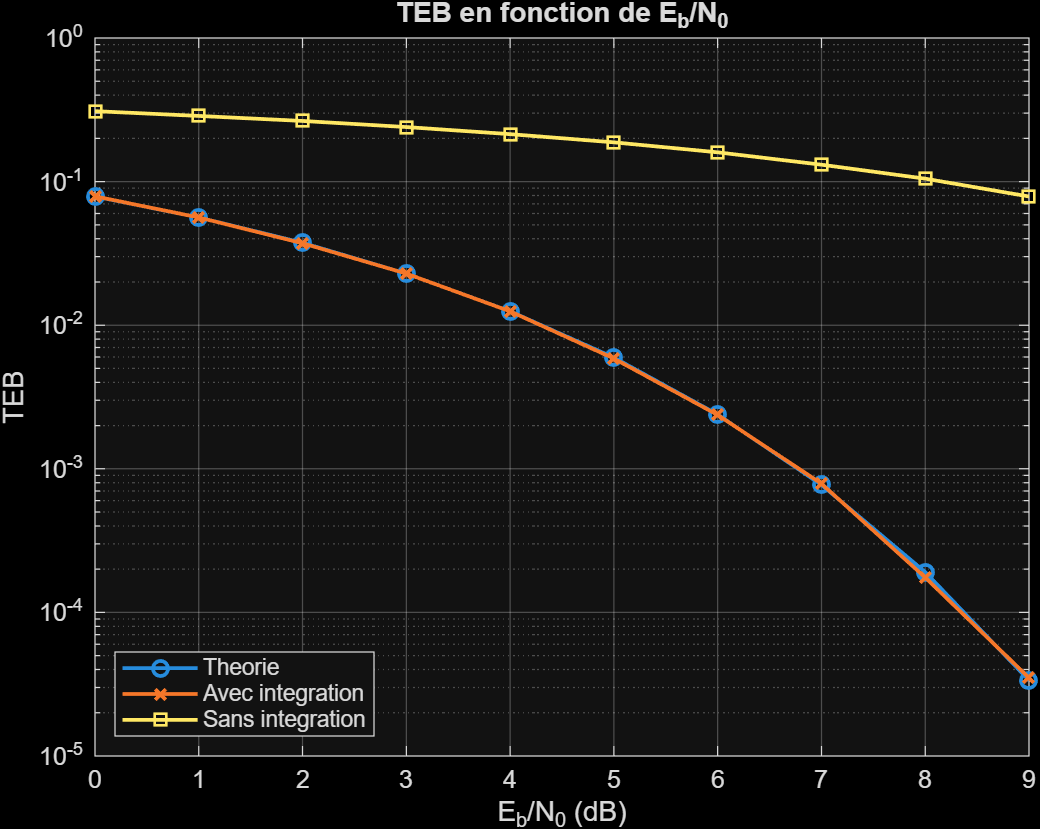 TEB en fonction de E_b/N_0
10^0
10^-1
10^-2
10^-3
10^-4
10^-5
TEB
Theorie
Avec integration
Sans integration
0 1 2 3 4 5 6 7 8 9
E_b/N_0 (dB)